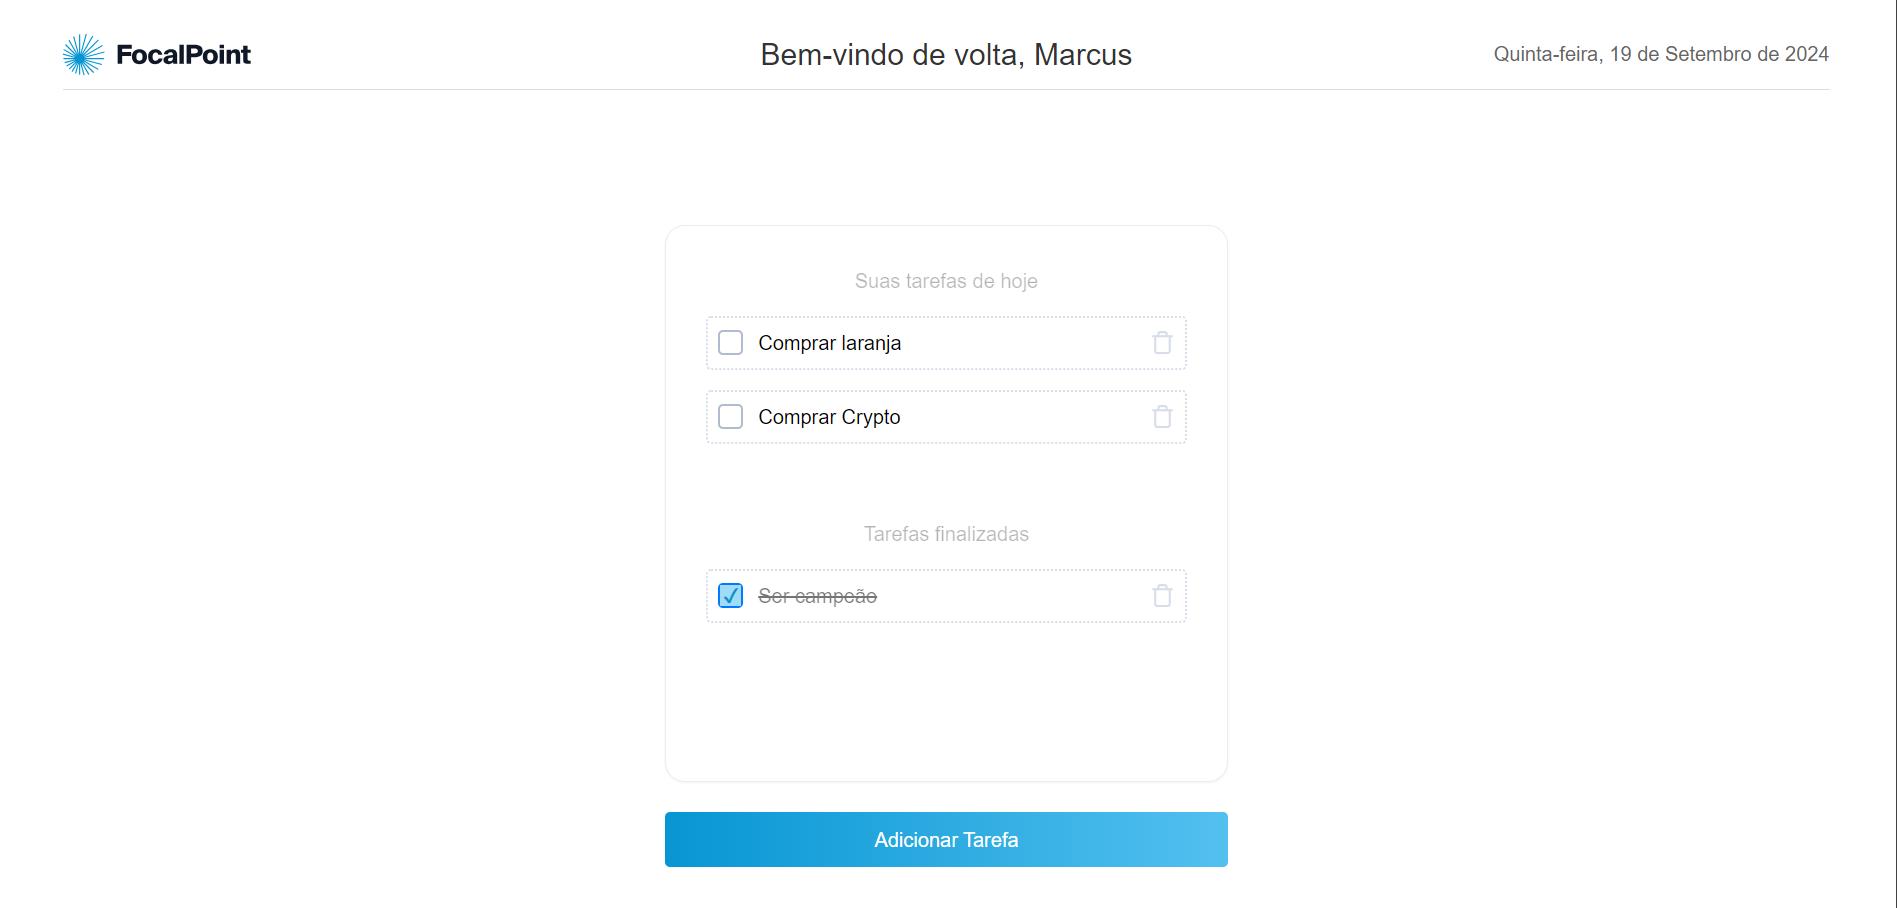 FocalPoint
Bem-vindo de volta, Marcus
Quinta-feira, 19 de Setembro de 2024
Suas tarefas de hoje
Comprar laranja
Comprar Crypto
Tarefas finalizadas
Ser campeão
Adicionar Tarefa